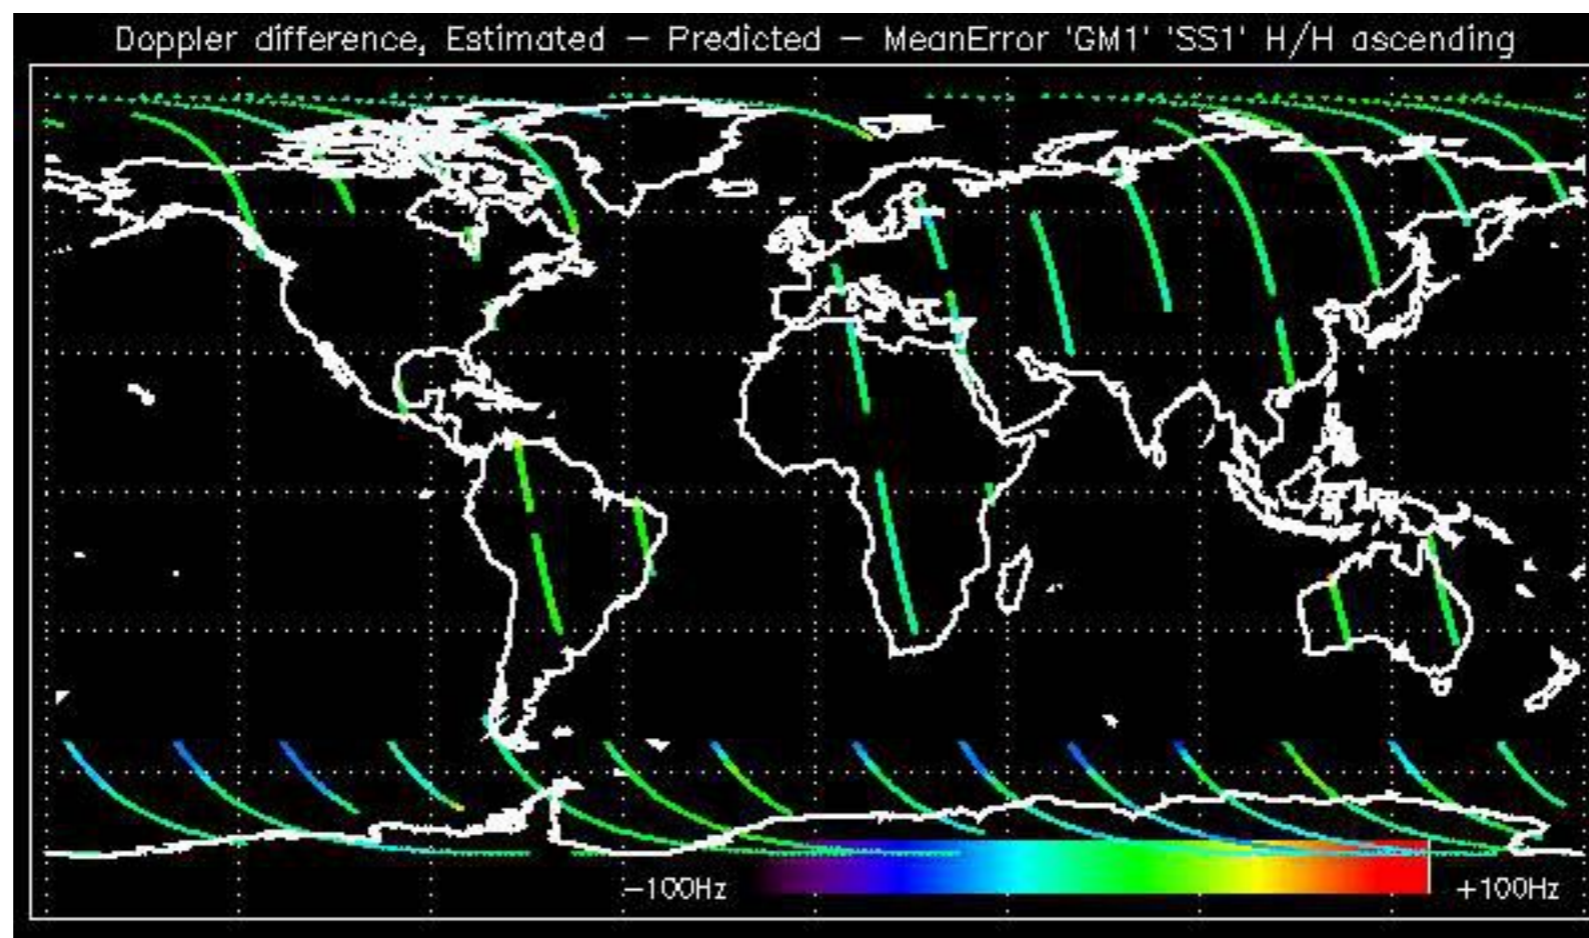 Doppler difference, Estimated — Predicted — MeanError 'GM1' 'SS1' H/H ascending
−100Hz +100Hz